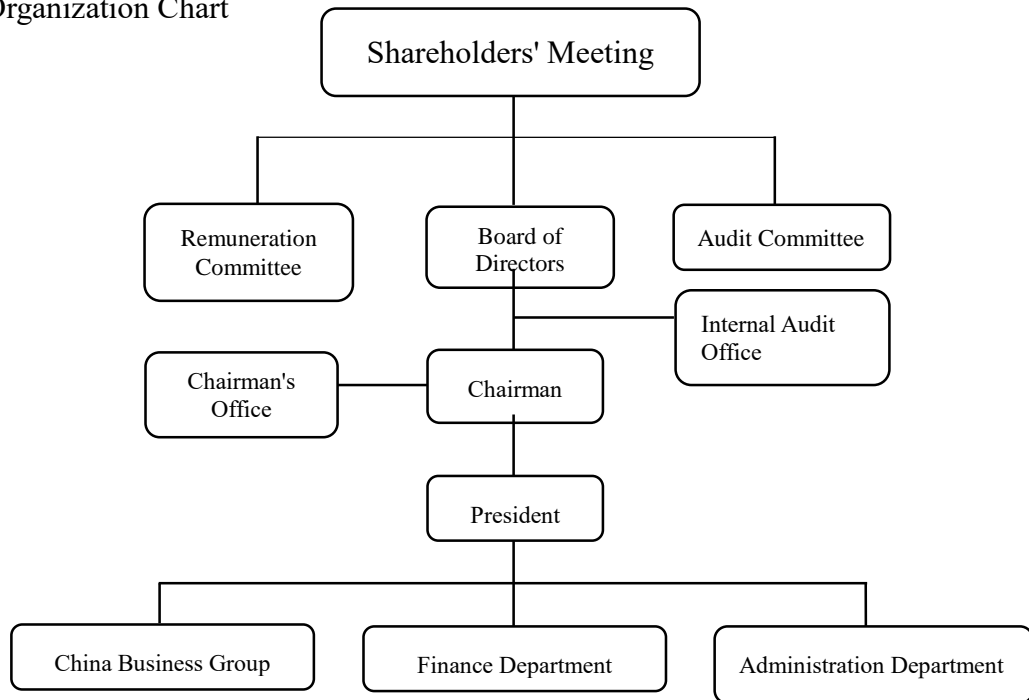 Organization Chart
Shareholders' Meeting
Remuneration
Committee
Board of
Directors
Audit Committee
Internal Audit
Office
Chairman's
Office
Chairman
President
China Business Group
Finance Department
Administration Department